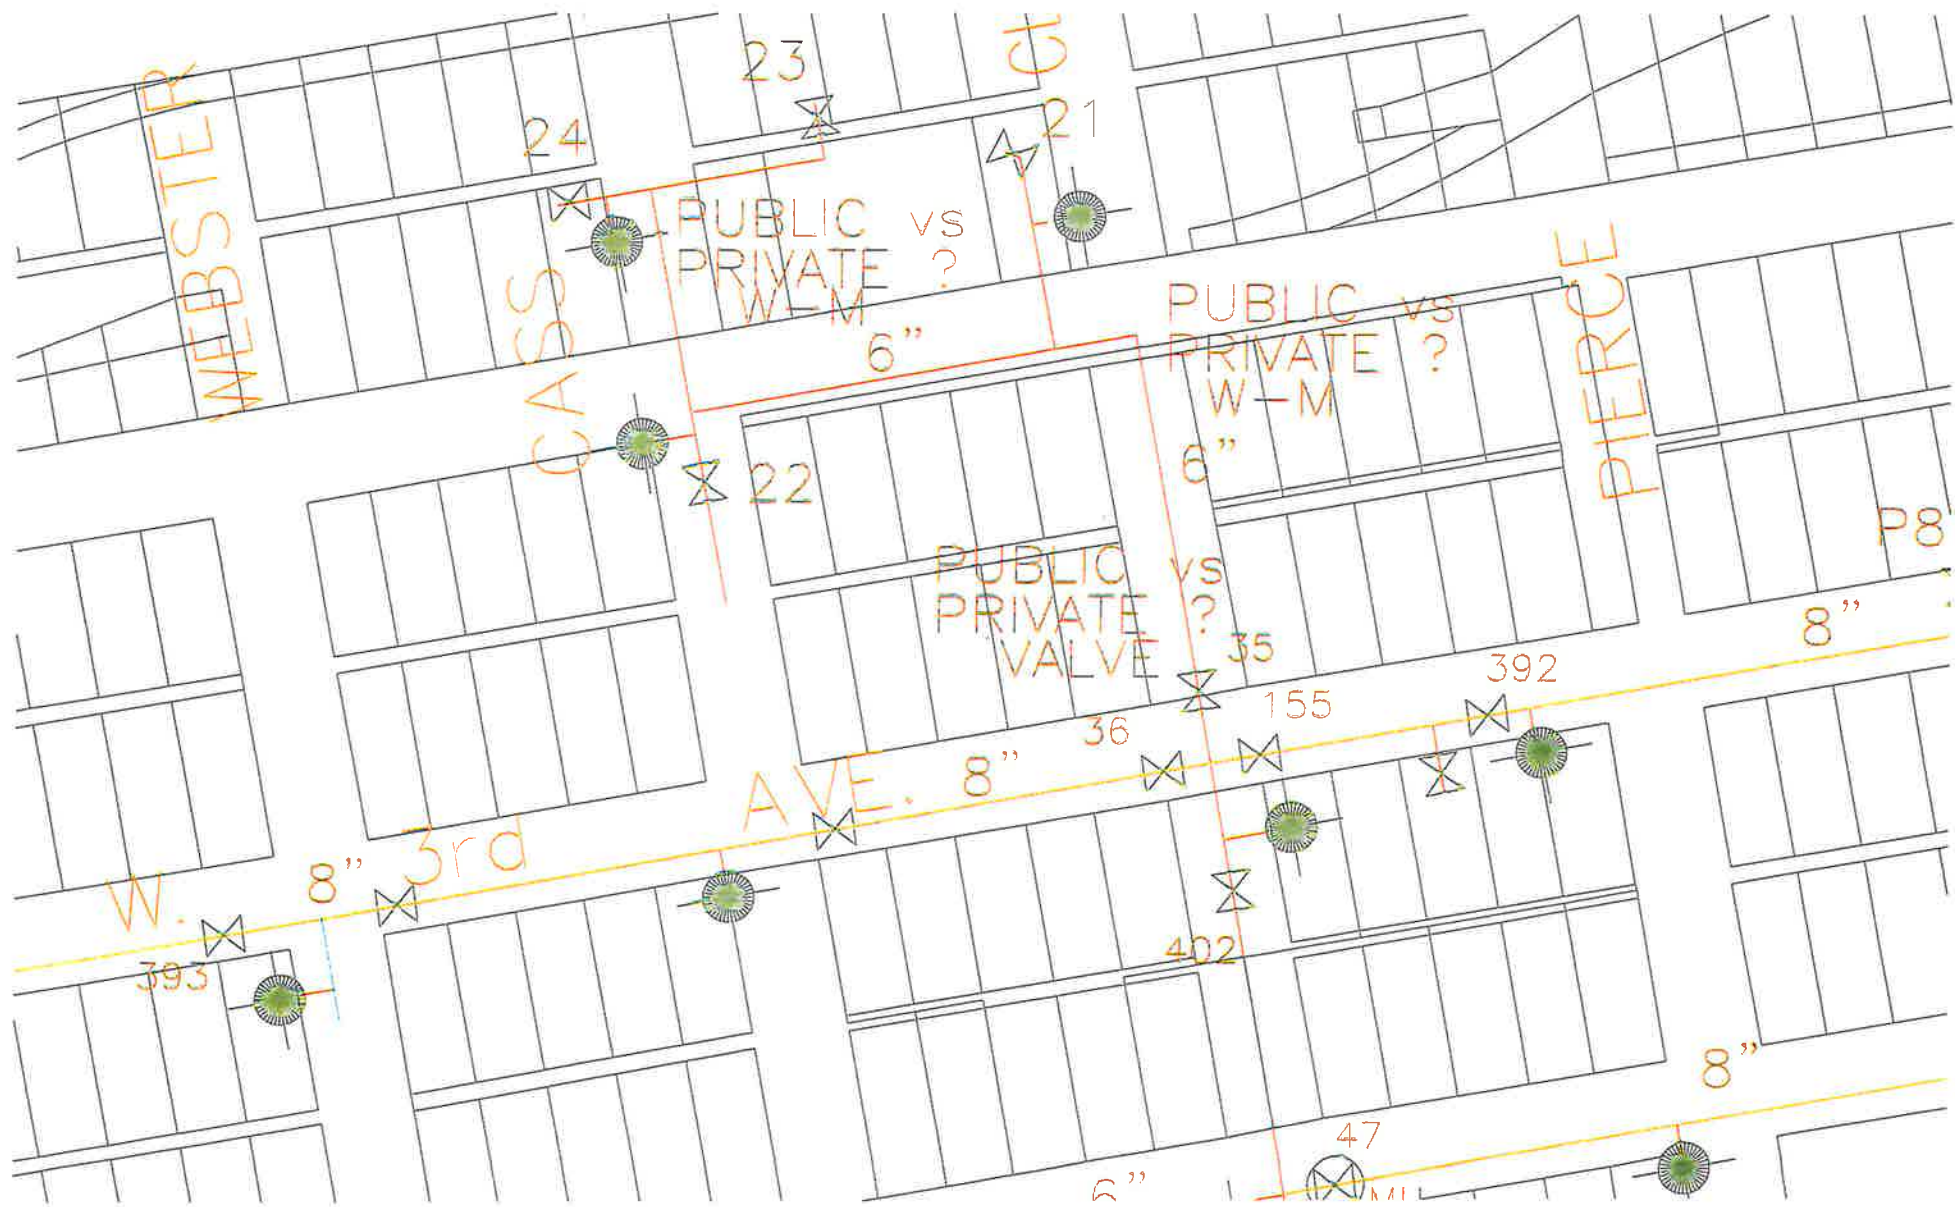 23
CL
21
24
WEBSTER
PUBLIC vs
PRIVATE ?
W-M
CASS
6”
PUBLIC vs
PRIVATE ?
W-M
PIERCE
6”
22
P8
PUBLIC vs
PRIVATE ?
VALVE
35
8”
392
155
36
8”
W. 3rd AVE.
8”
393
402
8”
47
6”